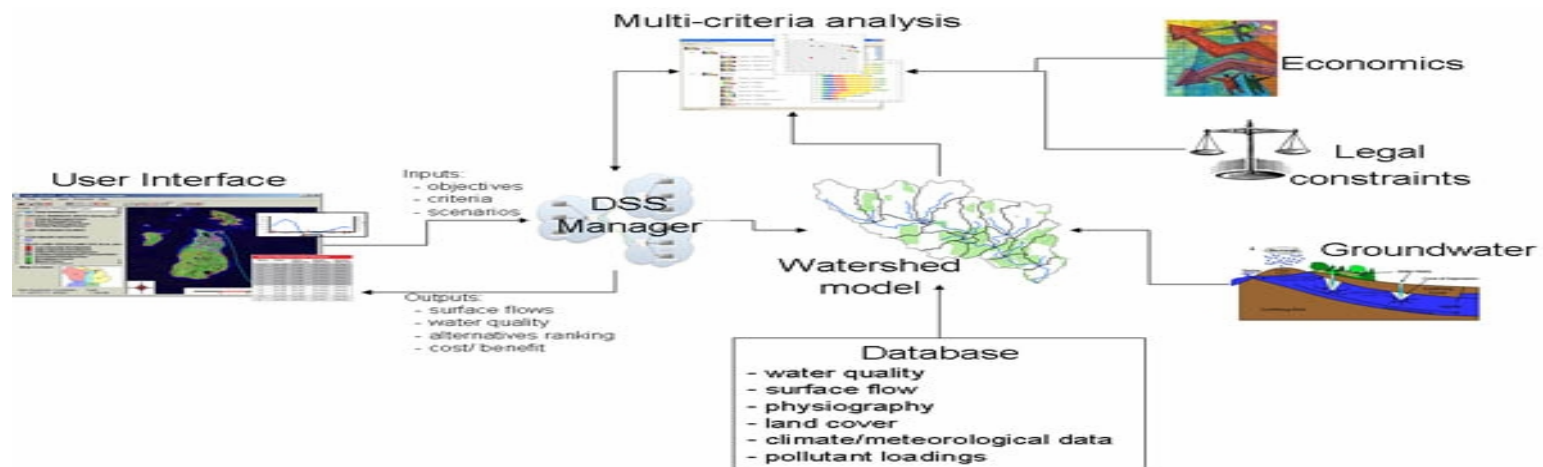 Multi-criteria analysis
Economics
Legal
constraints
User Interface
Inputs:
- objectives
- criteria
- scenarios
DSS
Manager
Watershed
model
Groundwater
Outputs:
- surface flows
- water quality
- alternatives ranking
- cost/ benefit
Database
- water quality
- surface flow
- physiography
- land cover
- climate/meteorological data
- pollutant loadings